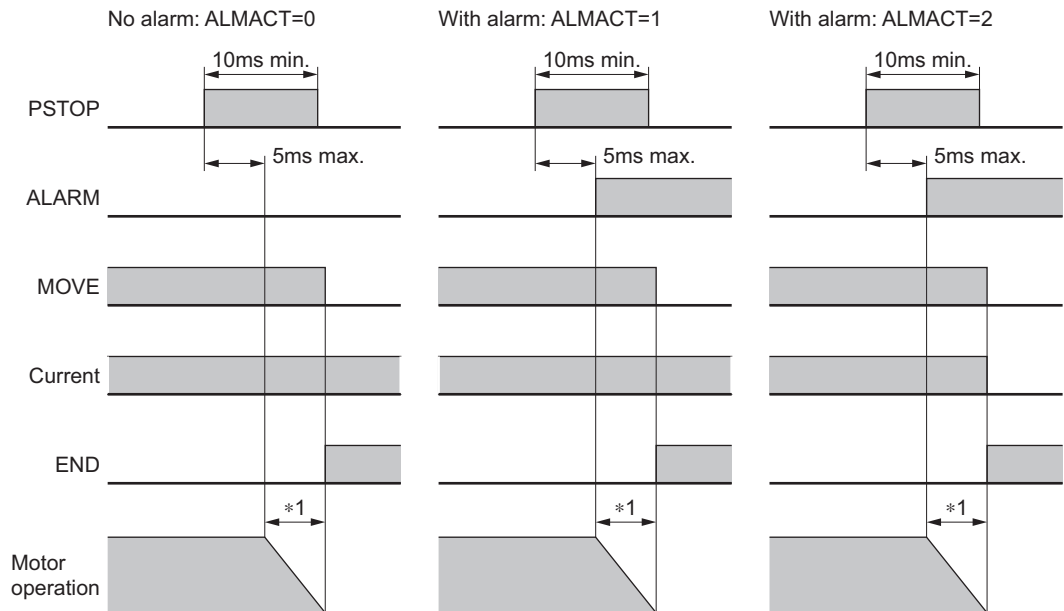 No alarm: ALMACT=0
With alarm: ALMACT=1
With alarm: ALMACT=2
10ms min.
10ms min.
10ms min.
PSTOP
5ms max.
5ms max.
5ms max.
ALARM
MOVE
Current
END
*1
*1
*1
Motor
operation